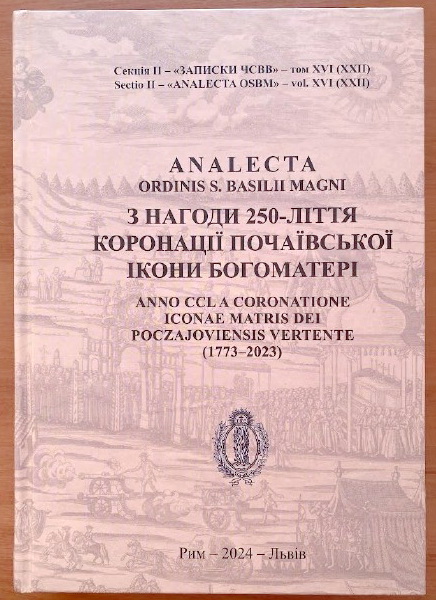 Секція II – «ЗАПИСКИ ЧСВВ» – том XVI (XXII)
Sectio II – «ANALECTA OSBM» – vol. XVI (XXII)
ANALECTA
ORDINIS S. BASILII MAGNI
З НАГОДИ 250-ЛІТТЯ
КОРОНАЦІЇ ПОЧАЇВСЬКОЇ
ІКОНИ БОГОМАТЕРІ
ANNO CCL A CORONATIONE
ICONAE MATRIS DEI
POCZAJOVIENSIS VERTENTE
(1773–2023)
Рим – 2024 – Львів